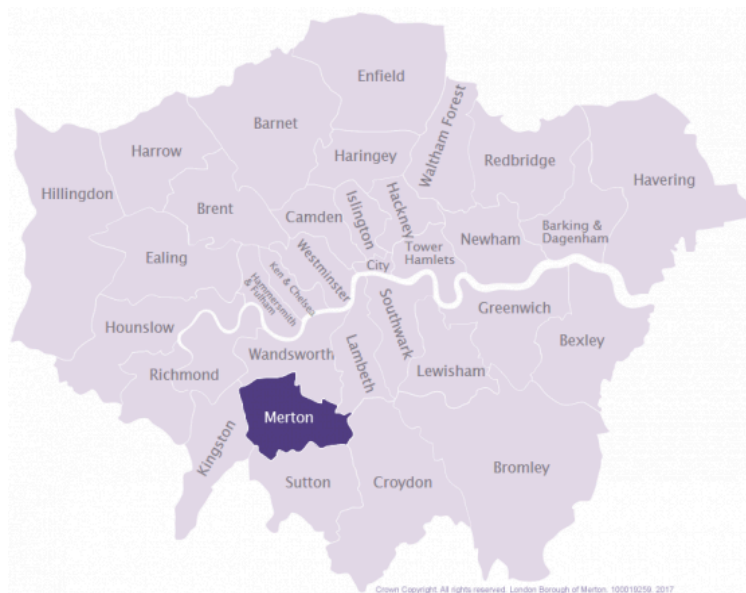 Enfield
Barnet
Waltham Forest
Harrow
Haringey
Redbridge
Havering
Hillingdon
Brent
Camden
Islington
Hackney
Barking &
Dagenham
Newham
Tower
Hamlets
Ealing
Westminster
City
Ken & Chelsea
Hammersmith
& Fulham
Southwark
Greenwich
Hounslow
Bexley
Wandsworth
Lambeth
Lewisham
Richmond
Merton
Kingston
Bromley
Sutton
Croydon
Crown Copyright. All rights reserved. London Borough of Merton. 100019259. 2017